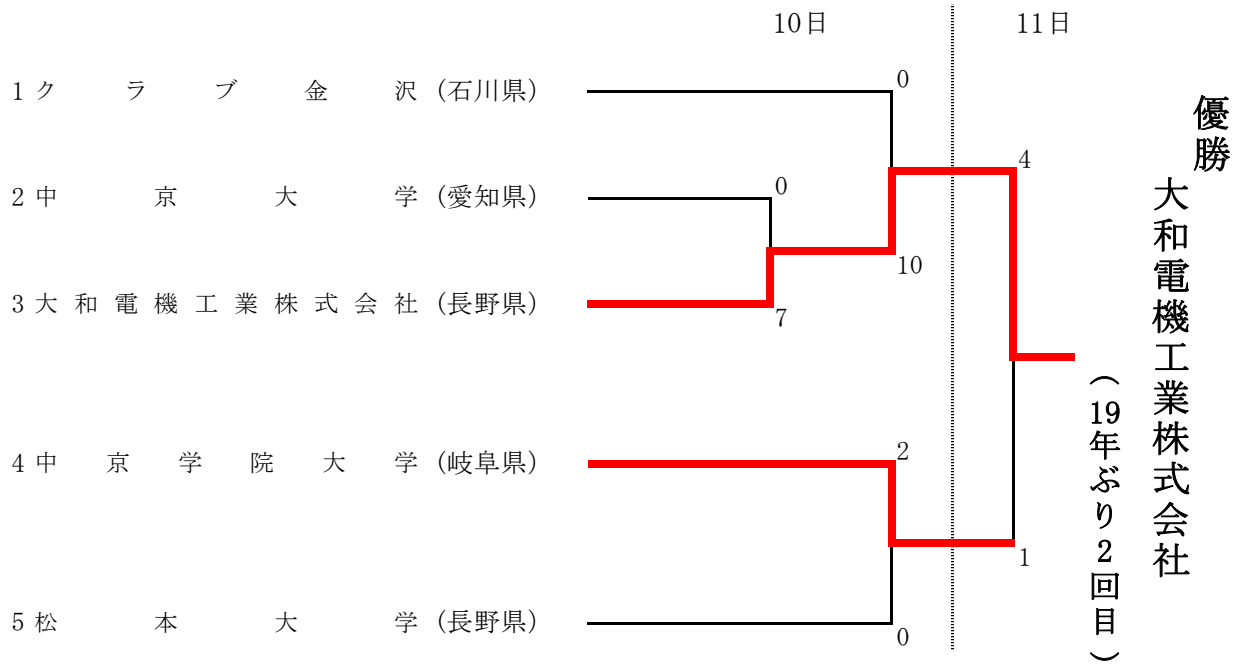 10日
11日
1 クラブ金沢 (石川県)
0
2 中京大学 (愛知県)
0
3 大和電機工業株式会社 (長野県)
7
10
4
4 中京学院大学 (岐阜県)
2
5 松本大学 (長野県)
0
1
優勝
大和電機工業株式会社
(19年ぶり2回目)